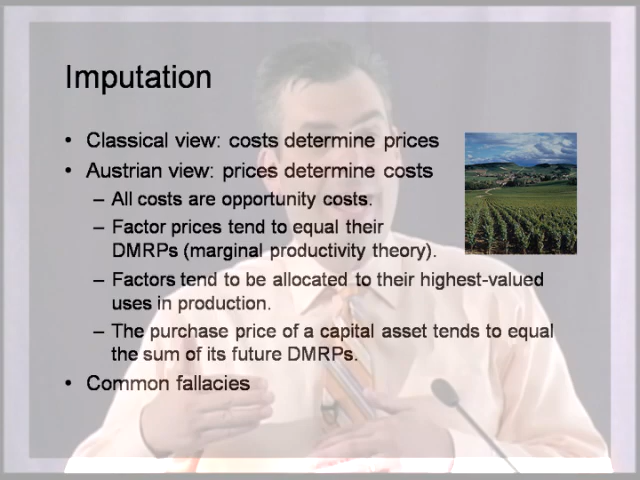 Imputation
• Classical view: costs determine prices
• Austrian view: prices determine costs
– All costs are opportunity costs.
– Factor prices tend to equal their
DMRPs (marginal productivity theory).
– Factors tend to be allocated to their highest-valued
uses in production.
– The purchase price of a capital asset tends to equal
the sum of its future DMRPs.
• Common fallacies